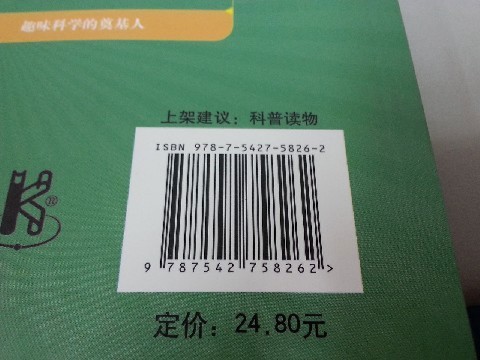 趣味科学的奠基人
上架建议：科普读物
ISBN 978-7-5427-5826-2
9 787542 758262 >
定价：24.80元